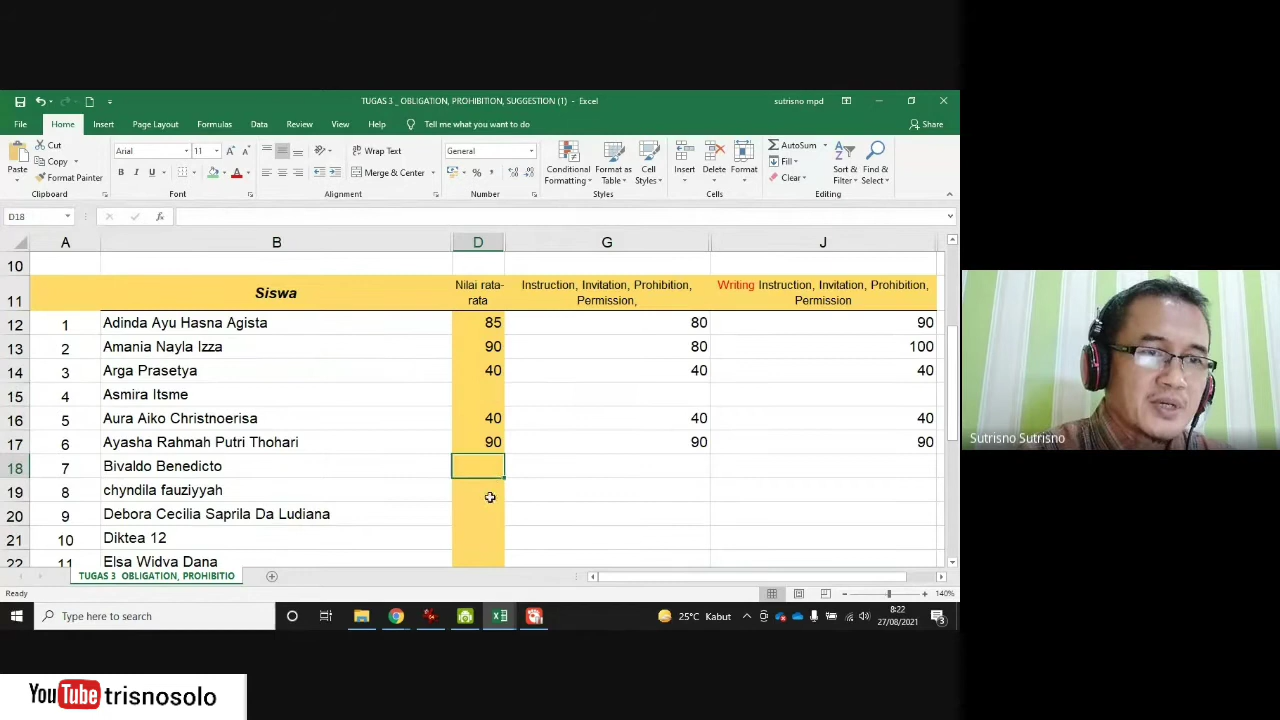 TUGAS 3 _ OBLIGATION, PROHIBITION, SUGGESTION (1) - Excel
sutrisno mpd
File Home Insert Page Layout Formulas Data Review View Help Tell me what you want to do Share
Paste
Cut
Copy
Format Painter
Clipboard
Arial 11
B I U
Font
Wrap Text
Merge & Center
Alignment
General
Number
Conditional Formatting
Format as Table
Cell Styles
Styles
Insert Delete Format
Cells
AutoSum
Fill
Clear
Sort & Filter
Find & Select
Editing
D18 fx
A B D G J
10
11 Siswa Nilai rata-rata Instruction, Invitation, Prohibition, Permission, Writing Instruction, Invitation, Prohibition, Permission
12 1 Adinda Ayu Hasna Agista 85 80 90
13 2 Amania Nayla Izza 90 80 100
14 3 Arga Prasetya 40 40 40
15 4 Asmira Itsme
16 5 Aura Aiko Christnoerisa 40 40 40
17 6 Ayasha Rahmah Putri Thohari 90 90 90
18 7 Bivaldo Benedicto
19 8 chyndila fauziyyah
20 9 Debora Cecilia Saprila Da Ludiana
21 10 Diktea 12
22 11 Elsa Widya Dana
TUGAS 3 OBLIGATION, PROHIBITIO
Ready
140%
Type here to search
25°C Kabut
8:22
27/08/2021
3
Sutrisno Sutrisno
YouTube trisnosolo